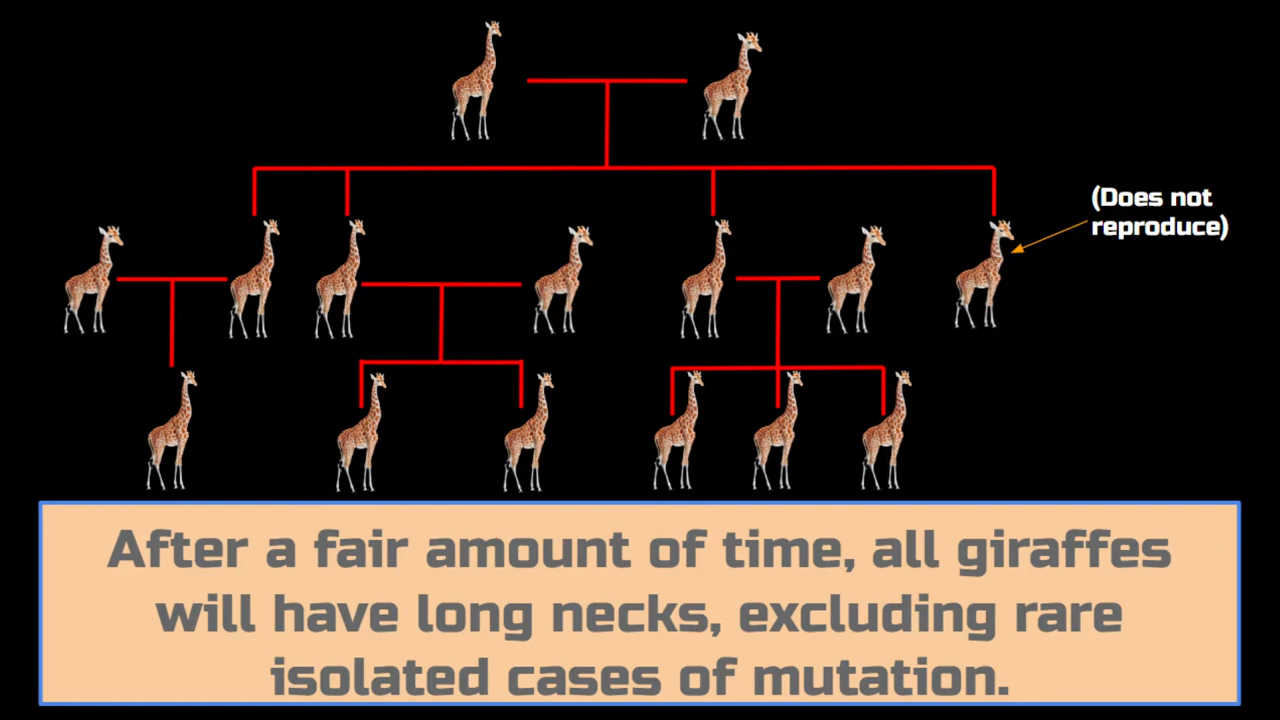 (Does not
reproduce)
After a fair amount of time, all giraffes
will have long necks, excluding rare
isolated cases of mutation.